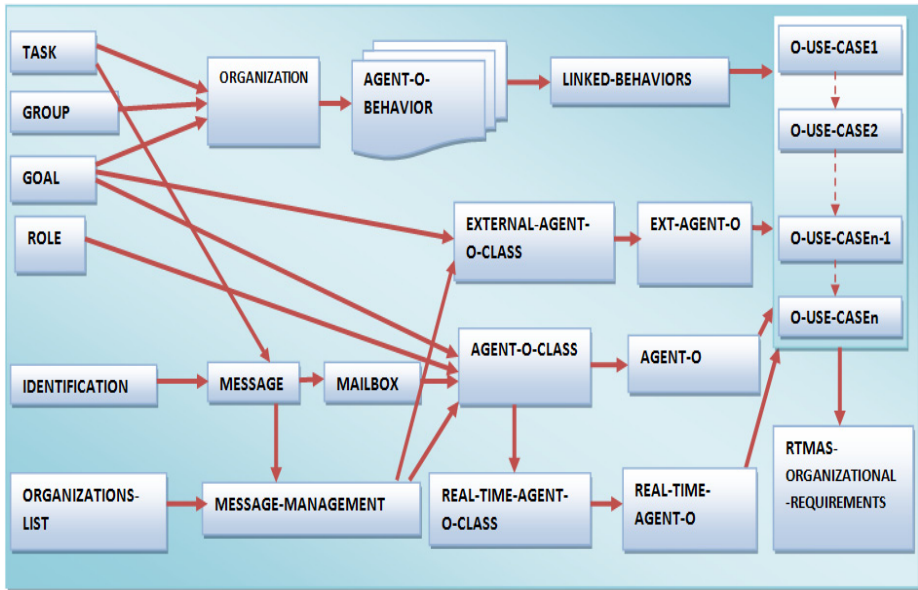 TASK
GROUP
GOAL
ROLE
IDENTIFICATION
ORGANIZATIONS-
LIST
ORGANIZATION
AGENT-O-
BEHAVIOR
LINKED-BEHAVIORS
EXTERNAL-AGENT-
O-CLASS
EXT-AGENT-O
MESSAGE
MAILBOX
AGENT-O-CLASS
AGENT-O
MESSAGE-MANAGEMENT
REAL-TIME-AGENT-
O-CLASS
REAL-TIME-
AGENT-O
O-USE-CASE1
O-USE-CASE2
O-USE-CASEn-1
O-USE-CASEn
RTMAS-
ORGANIZATIONAL
-REQUIREMENTS